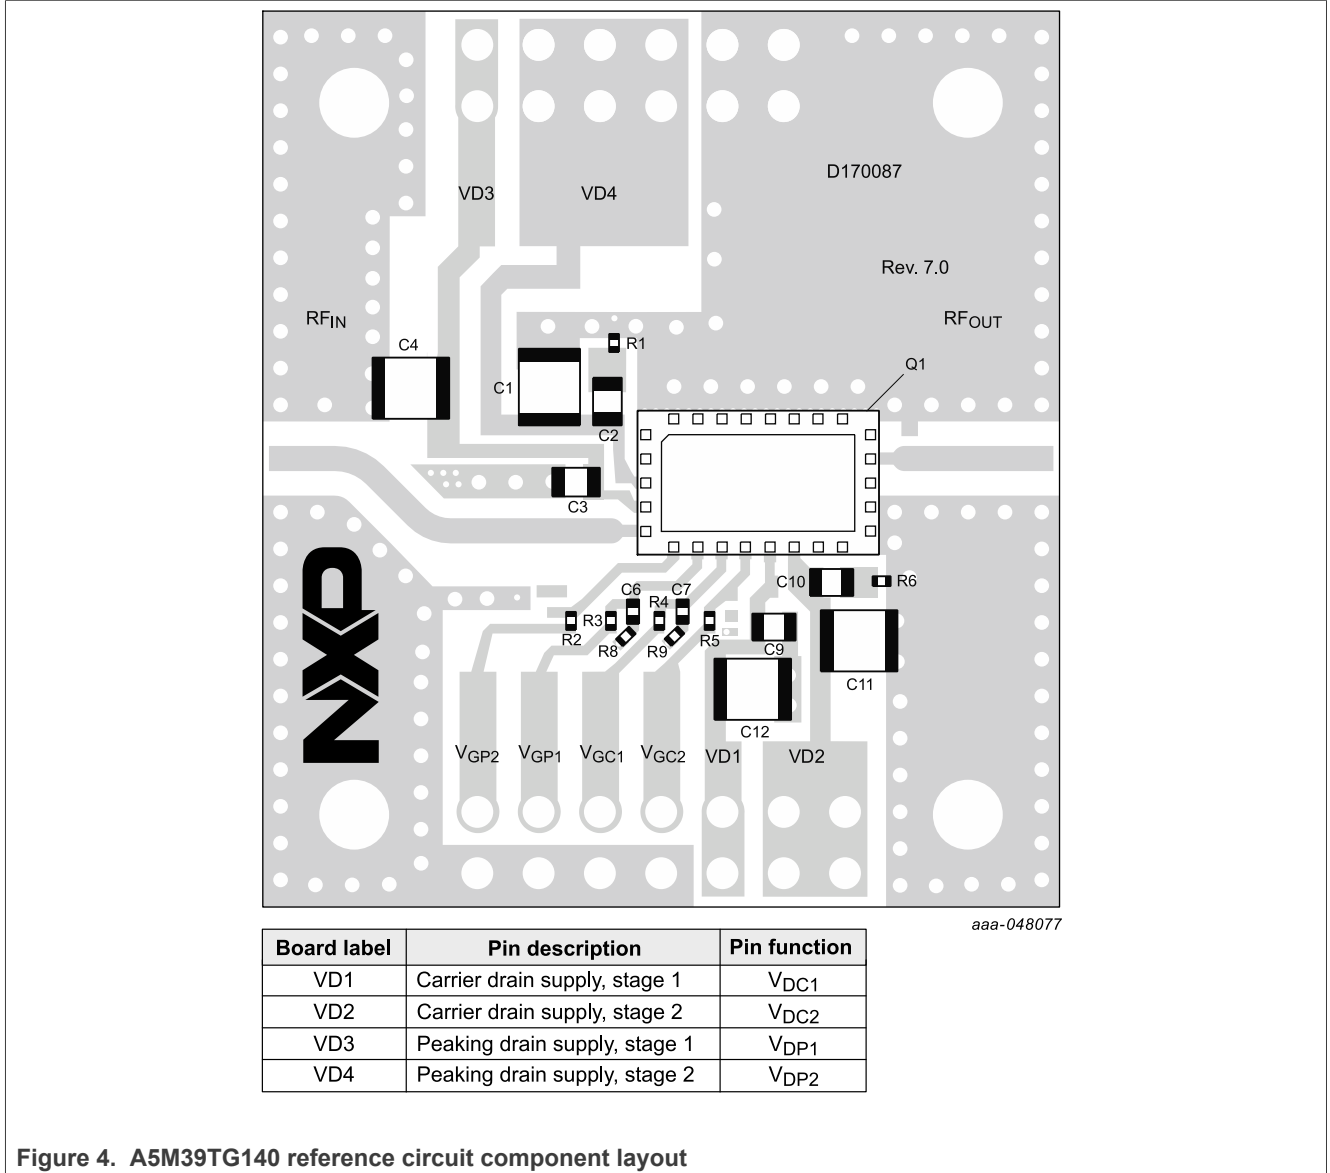 VD3 VD4
D170087
Rev. 7.0
RFIN RFOUT
C4 R1
Q1
C1
C2
C3
C10 R6
C6 C7
R4
R3
R2 R5
R8 R9 C9
C11
C12
NXP
VGP2 VGP1 VGC1 VGC2 VD1 VD2
aaa-048077
Board label Pin description Pin function
VD1 Carrier drain supply, stage 1 VDC1
VD2 Carrier drain supply, stage 2 VDC2
VD3 Peaking drain supply, stage 1 VDP1
VD4 Peaking drain supply, stage 2 VDP2
Figure 4. A5M39TG140 reference circuit component layout